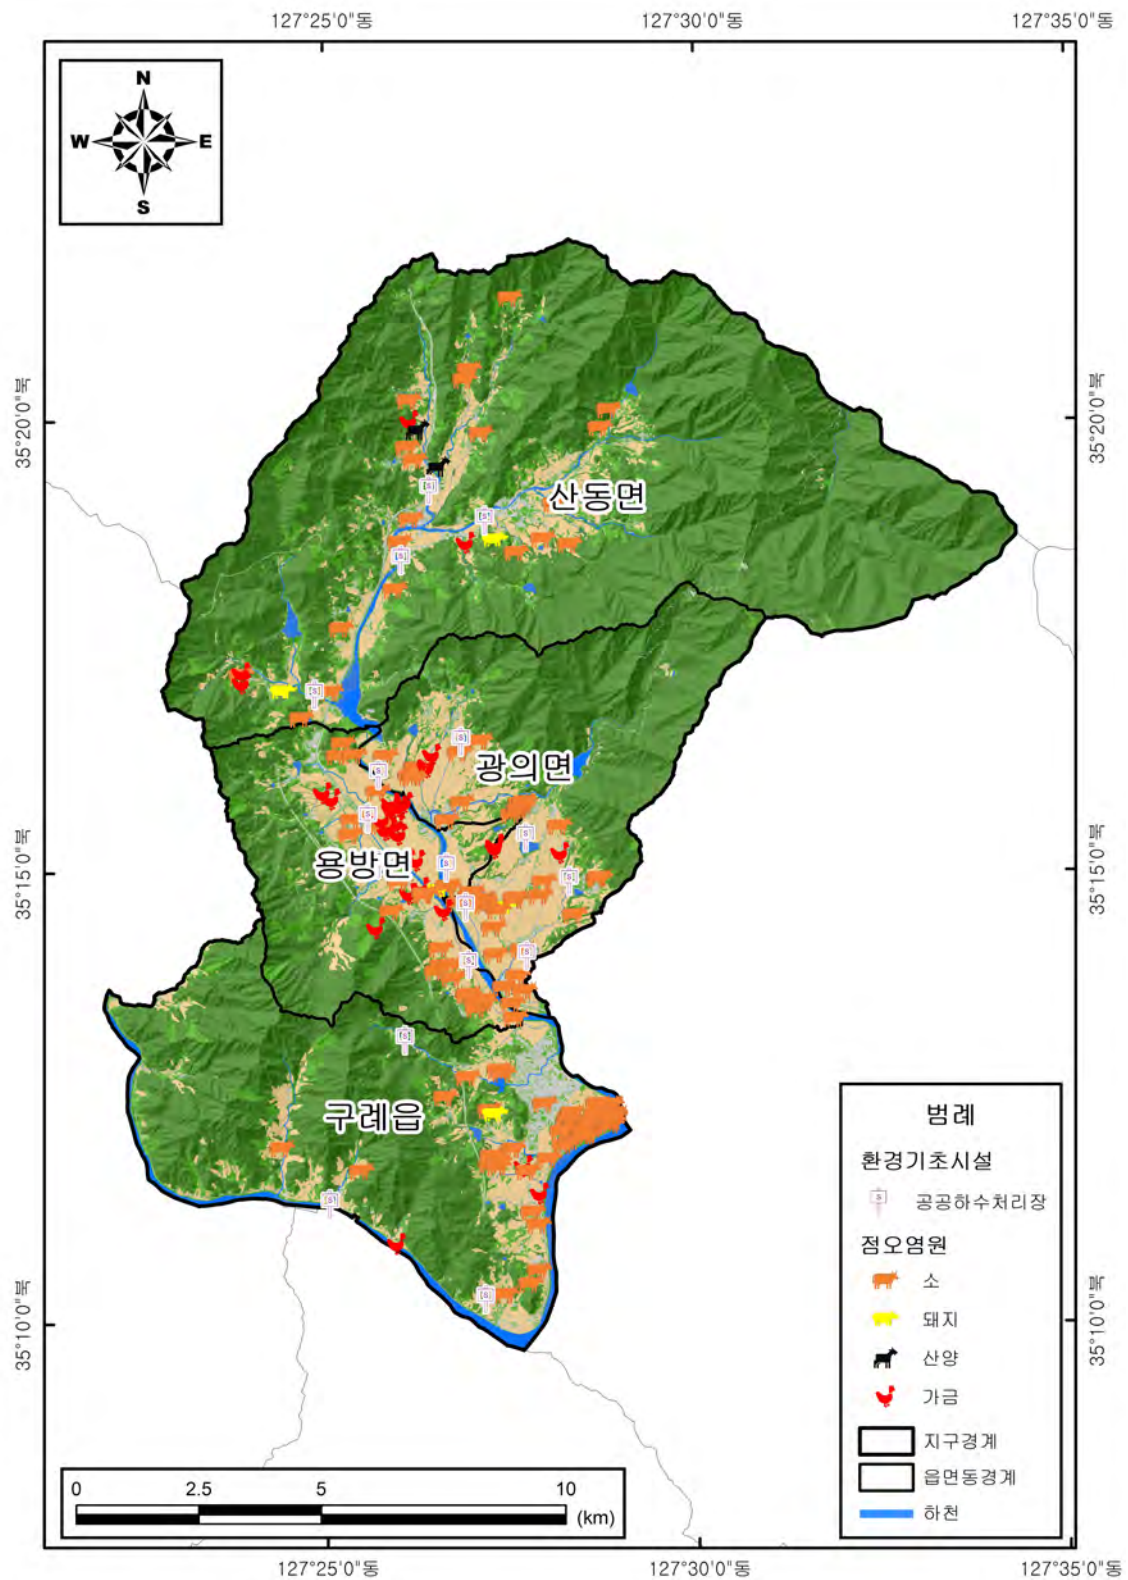 127°25'0"동
127°30'0"동
127°35'0"동
N
W
E
S
35°20'0"북
35°20'0"북
산동면
광의면
용방면
35°15'0"북
35°15'0"북
구례읍
35°10'0"북
35°10'0"북
범례
환경기초시설
S 공공하수처리장
점오염원
소
돼지
산양
가금
지구경계
읍면동경계
하천
0 2.5 5 10
(km)
127°25'0"동
127°30'0"동
127°35'0"동